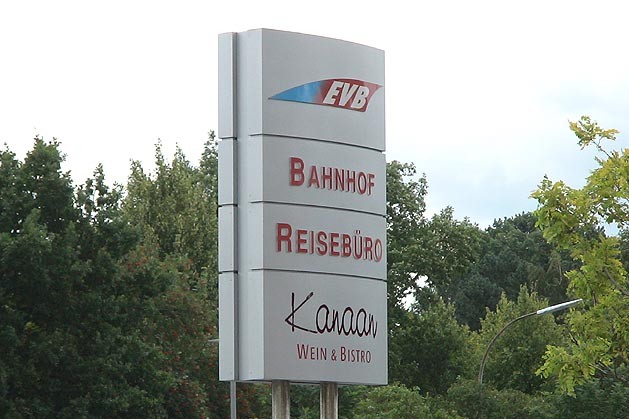 EVB
BAHNHOF
REISEBÜRO
Kanaan
WEIN & BISTRO